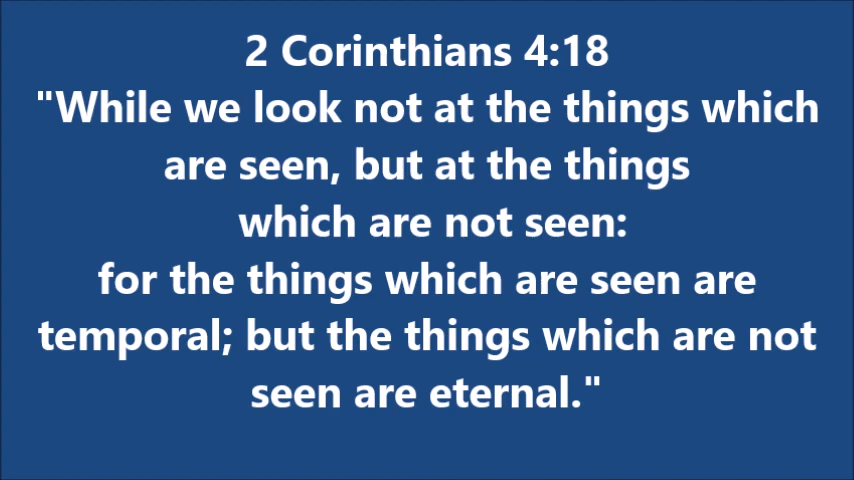 2 Corinthians 4:18
"While we look not at the things which
are seen, but at the things
which are not seen:
for the things which are seen are
temporal; but the things which are not
seen are eternal."